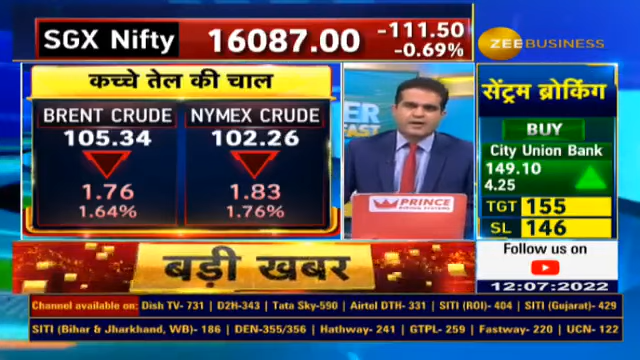 SGX Nifty 16087.00 -111.50 -0.69%
ZEE BUSINESS
कच्चे तेल की चाल
BRENT CRUDE NYMEX CRUDE
105.34 102.26
1.76 1.83
1.64% 1.76%
PRINCE
PIPING SYSTEMS
सेंट्रम ब्रोकिंग
BUY
City Union Bank
149.10
4.25
TGT 155
SL 146
बड़ी खबर
Follow us on
12:07:2022
Channel available on: Dish TV- 731 | D2H-343 | Tata Sky-590 | Airtel DTH- 331 | SITI (ROI)- 404 | SITI (Gujarat)- 429
SITI (Bihar & Jharkhand, WB)- 186 | DEN-355/356 | Hathway- 241 | GTPL- 259 | Fastway- 220 | UCN- 122